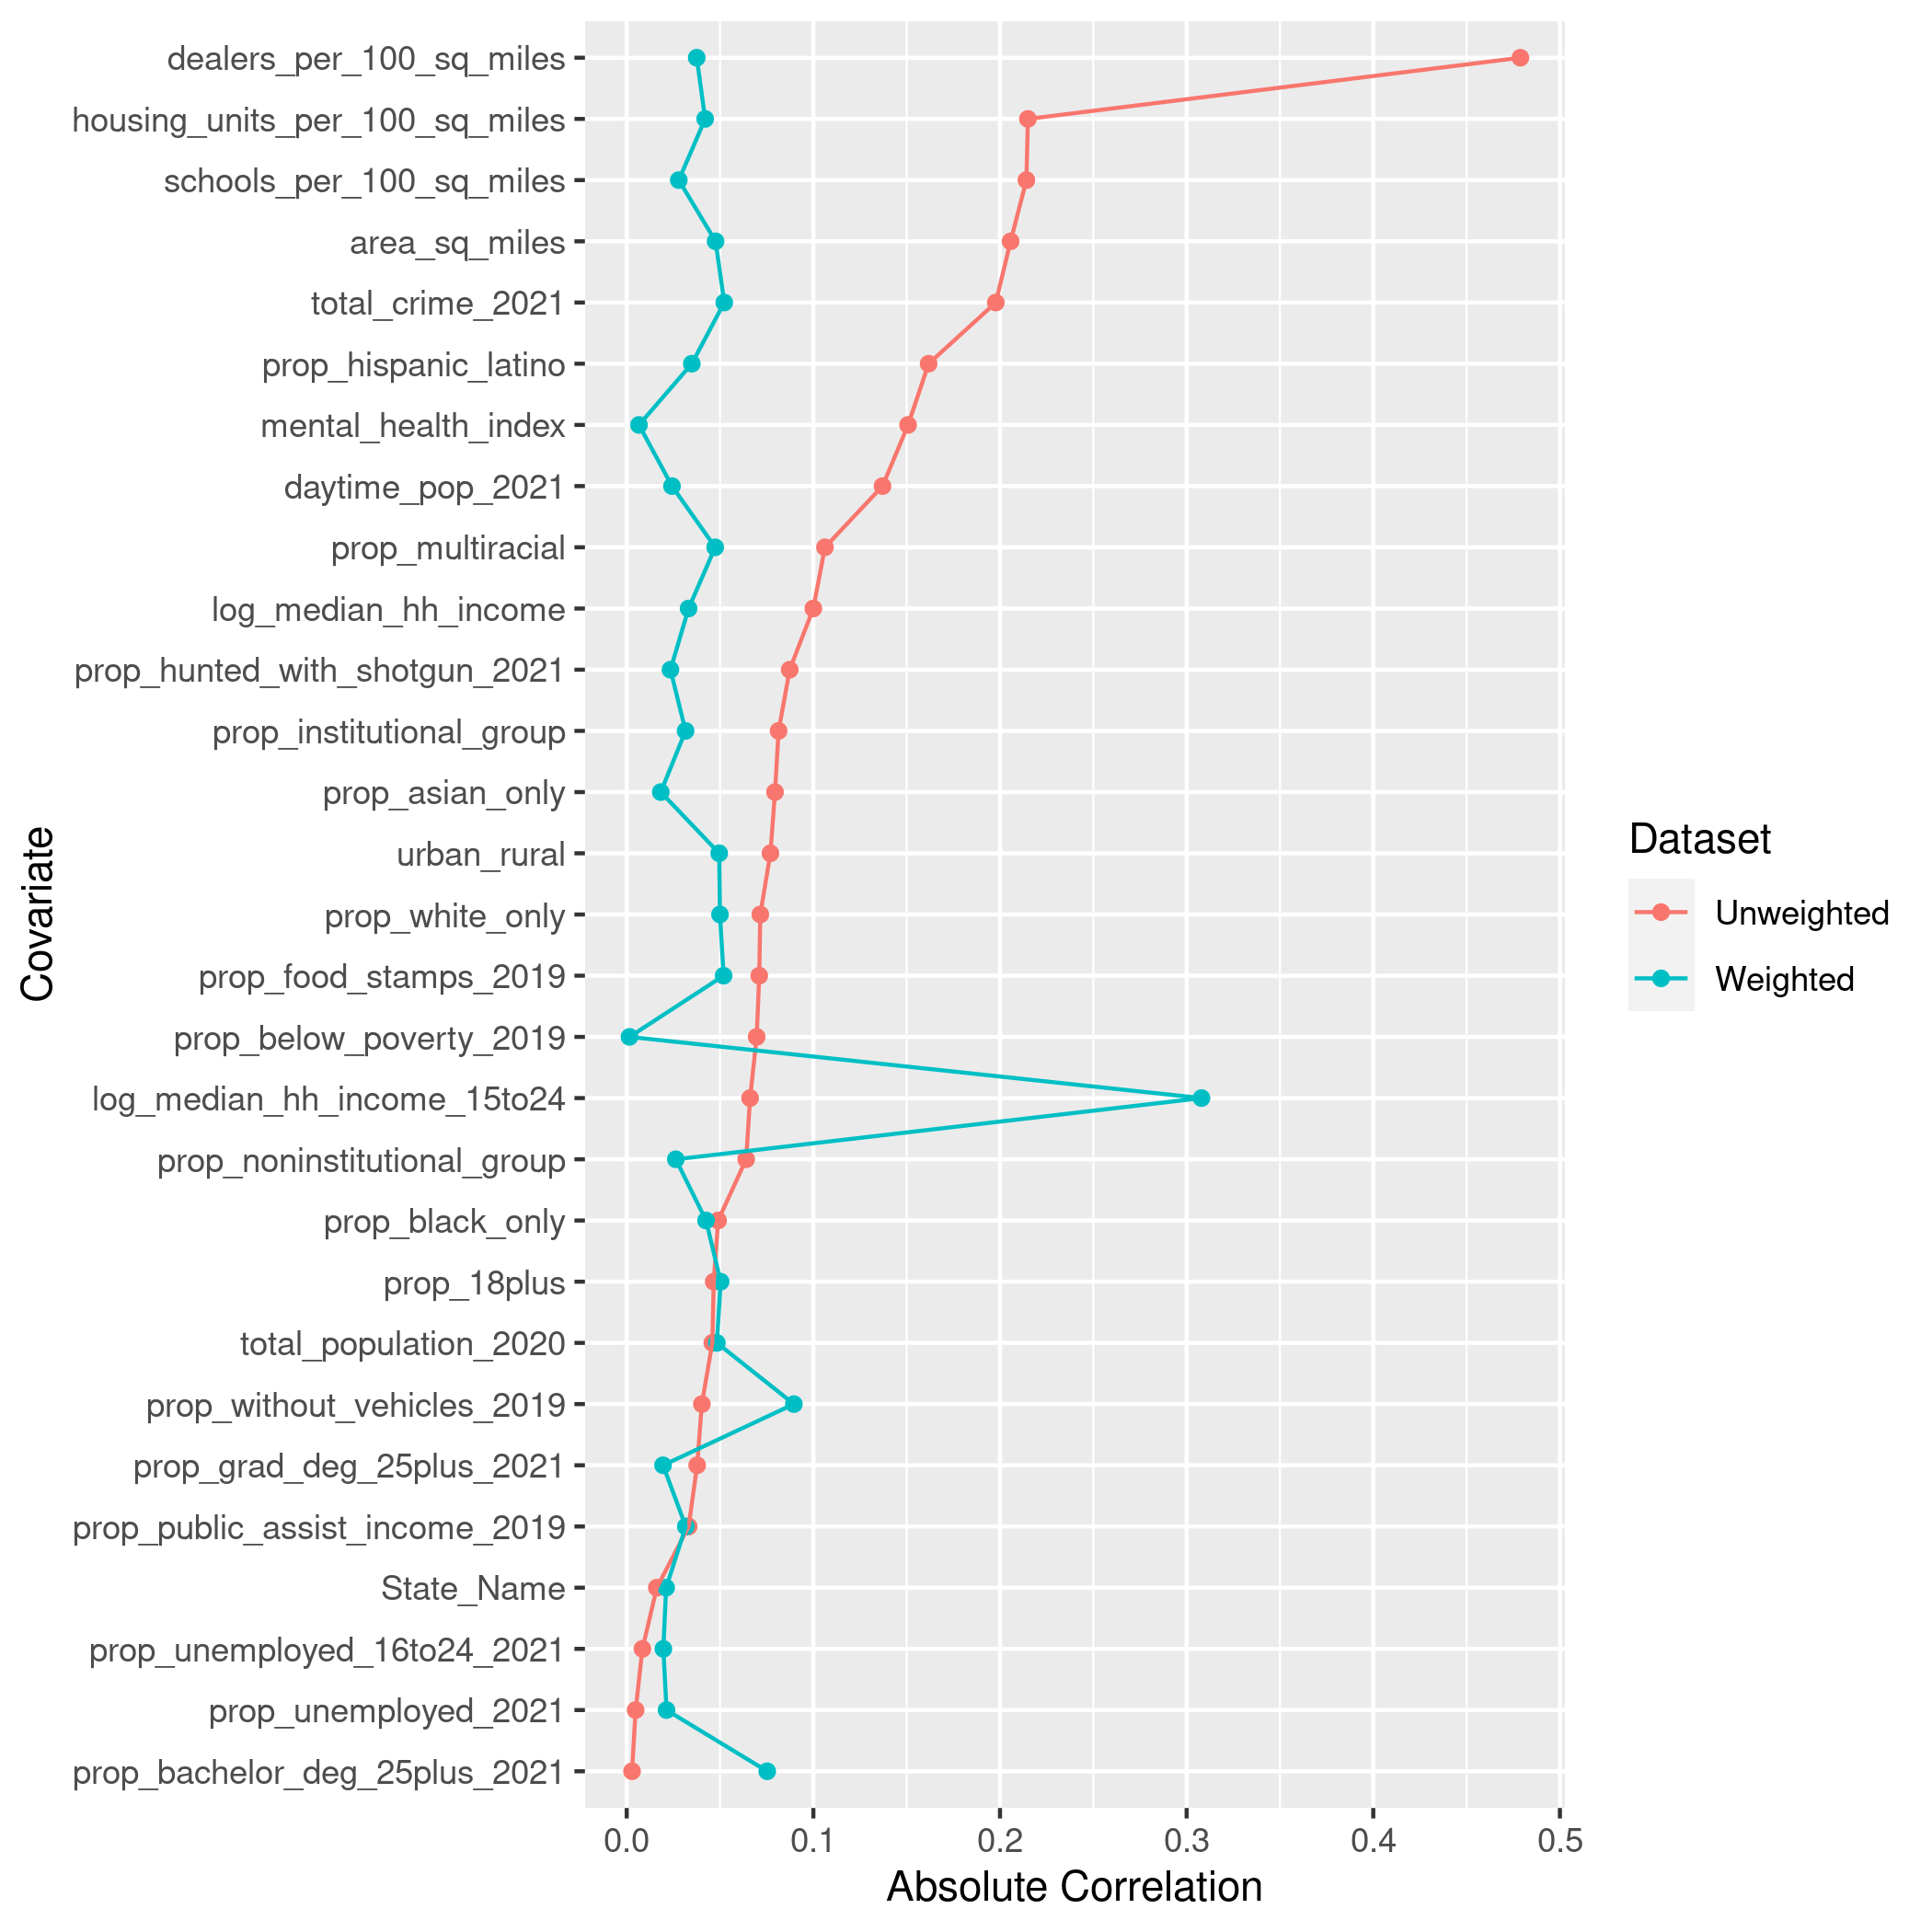 dealers_per_100_sq_miles
housing_units_per_100_sq_miles
schools_per_100_sq_miles
area_sq_miles
total_crime_2021
prop_hispanic_latino
mental_health_index
daytime_pop_2021
prop_multiracial
log_median_hh_income
prop_hunted_with_shotgun_2021
prop_institutional_group
prop_asian_only
urban_rural
prop_white_only
prop_food_stamps_2019
prop_below_poverty_2019
log_median_hh_income_15to24
prop_noninstitutional_group
prop_black_only
prop_18plus
total_population_2020
prop_without_vehicles_2019
prop_grad_deg_25plus_2021
prop_public_assist_income_2019
State_Name
prop_unemployed_16to24_2021
prop_unemployed_2021
prop_bachelor_deg_25plus_2021
Covariate
0.0 0.1 0.2 0.3 0.4 0.5
Absolute Correlation
Dataset
Unweighted
Weighted